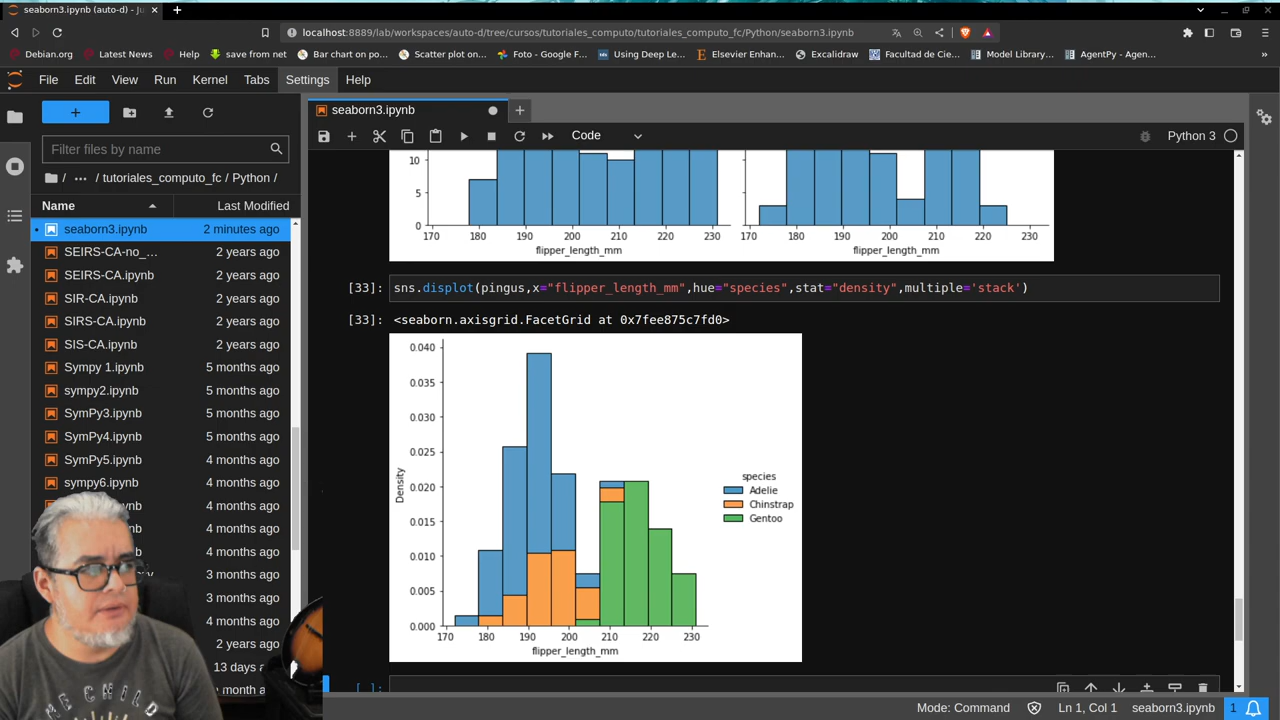 seaborn3.ipynb (auto-d) - Ju
localhost:8889/lab/workspaces/auto-d/tree/cursos/tutoriales_computo/tutoriales_computo_fc/Python/seaborn3.ipynb
Debian.org Latest News Help save from net Bar chart on po... Scatter plot on... Foto - Google F... Using Deep Le... Elsevier Enhan... Excalidraw Facultad de Cie... Model Library... AgentPy - Agen...
File Edit View Run Kernel Tabs Settings Help
seaborn3.ipynb
Filter files by name
Code
Python 3
/ ... / tutoriales_computo_fc / Python /
Name Last Modified
seaborn3.ipynb 2 minutes ago
SEIRS-CA-no_... 2 years ago
SEIRS-CA.ipynb 2 years ago
SIR-CA.ipynb 2 years ago
SIRS-CA.ipynb 2 years ago
SIS-CA.ipynb 2 years ago
Sympy 1.ipynb 5 months ago
sympy2.ipynb 5 months ago
SymPy3.ipynb 5 months ago
SymPy4.ipynb 5 months ago
SymPy5.ipynb 4 months ago
sympy6.ipynb 4 months ago
4 months ago
4 months ago
4 months ago
3 months ago
3 months ago
4 months ago
2 years ago
13 days
month ago
10
5
0
170 180 190 200 210 220 230
flipper_length_mm
170 180 190 200 210 220 230
flipper_length_mm
[33]: sns.displot(pingus,x="flipper_length_mm",hue="species",stat="density",multiple='stack')
[33]: <seaborn.axisgrid.FacetGrid at 0x7fee875c7fd0>
0.040
0.035
0.030
0.025
0.020
0.015
0.010
0.005
0.000
Density
170 180 190 200 210 220 230
flipper_length_mm
species
Adelie
Chinstrap
Gentoo
[ ]:
ME CHILD
Mode: Command Ln 1, Col 1 seaborn3.ipynb 1